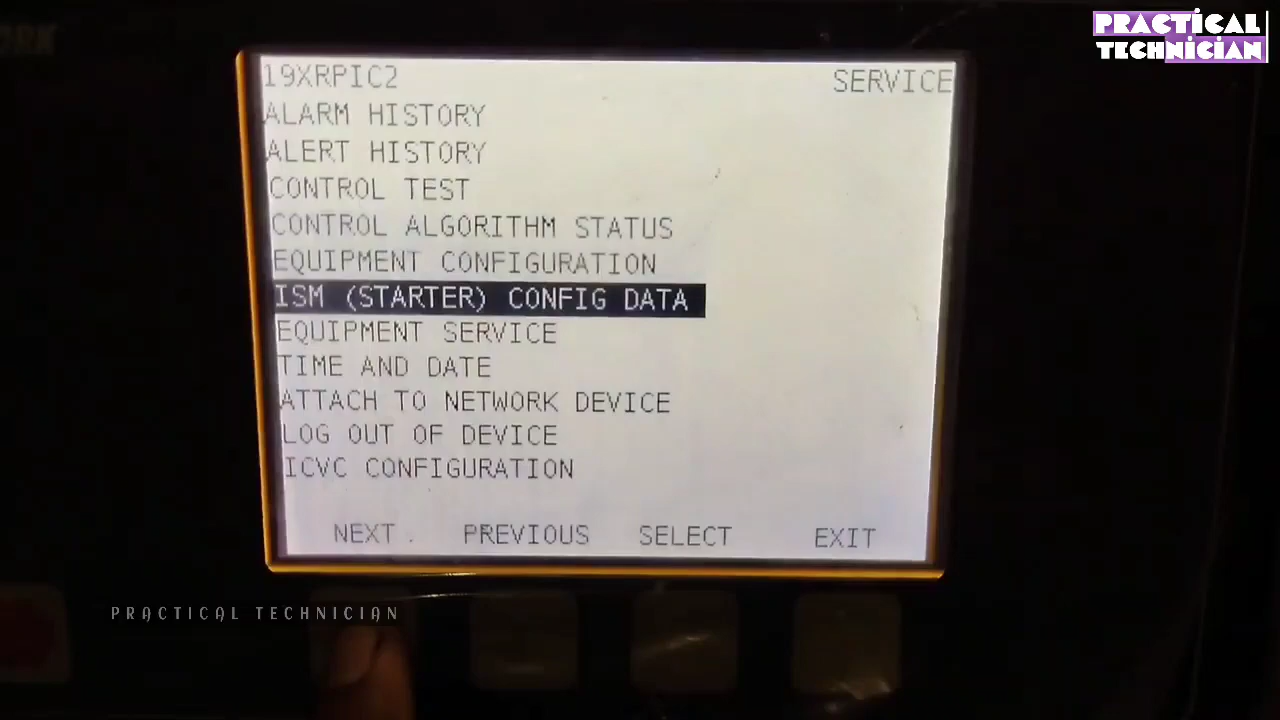 PRACTICAL
TECHNICIAN
19XRPIC2 SERVICE
ALARM HISTORY
ALERT HISTORY
CONTROL TEST
CONTROL ALGORITHM STATUS
EQUIPMENT CONFIGURATION
ISM (STARTER) CONFIG DATA
EQUIPMENT SERVICE
TIME AND DATE
ATTACH TO NETWORK DEVICE
LOG OUT OF DEVICE
ICVC CONFIGURATION
NEXT PREVIOUS SELECT EXIT
PRACTICAL TECHNICIAN